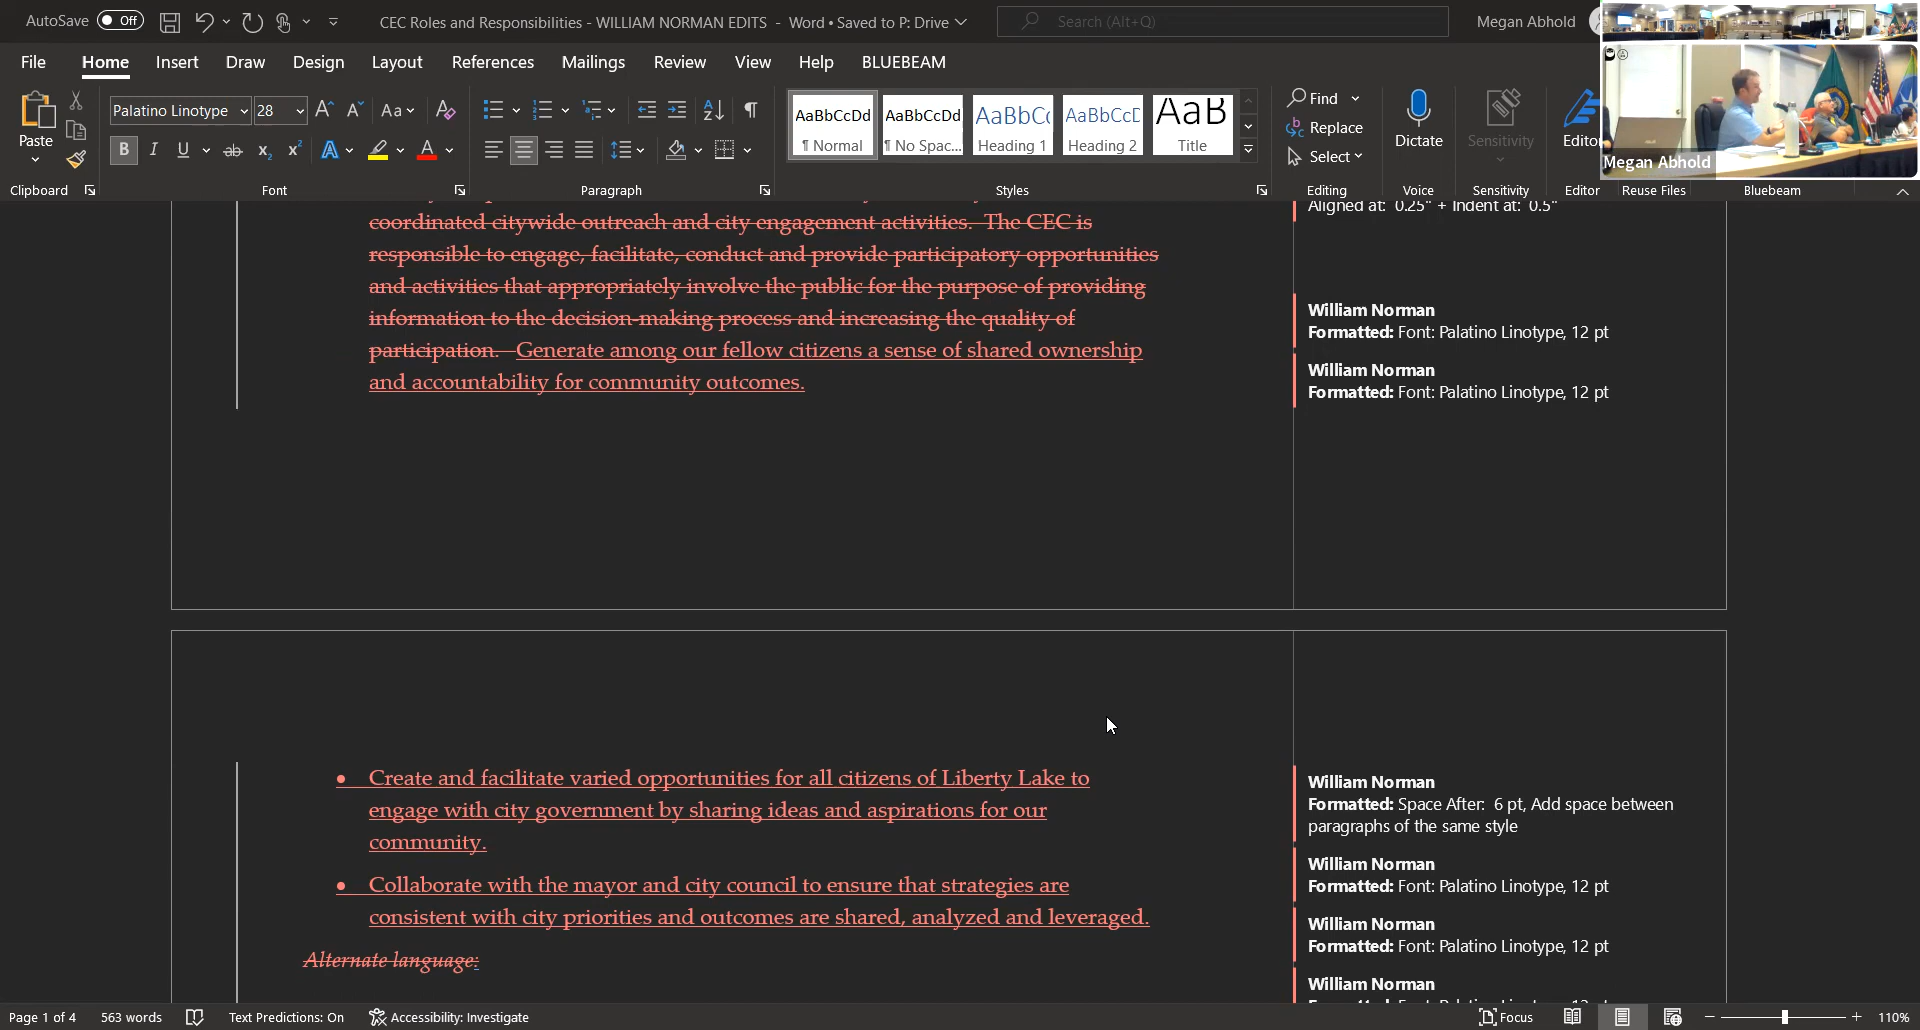 AutoSave Off CEC Roles and Responsibilities - WILLIAM NORMAN EDITS - Word • Saved to P: Drive Search (Alt+Q) Megan Abhold
File Home Insert Draw Design Layout References Mailings Review View Help BLUEBEAM
Palatino Linotype 28 Aa
Paste
AaBbCcDd AaBbCcDd AaBbCc AaBbCcD AaB
¶ Normal ¶ No Spac... Heading 1 Heading 2 Title
Find
Replace
Select
Dictate Sensitivity Editor
Megan Abhold
Clipboard Font Paragraph Styles Editing Voice Sensitivity Editor Reuse Files Bluebeam
coordinated citywide outreach and city engagement activities. The CEC is
responsible to engage, facilitate, conduct and provide participatory opportunities
and activities that appropriately involve the public for the purpose of providing
information to the decision-making process and increasing the quality of
participation. Generate among our fellow citizens a sense of shared ownership
and accountability for community outcomes.
Aligned at: 0.25" + Indent at: 0.5"
William Norman
Formatted: Font: Palatino Linotype, 12 pt
William Norman
Formatted: Font: Palatino Linotype, 12 pt
• Create and facilitate varied opportunities for all citizens of Liberty Lake to
engage with city government by sharing ideas and aspirations for our
community.
• Collaborate with the mayor and city council to ensure that strategies are
consistent with city priorities and outcomes are shared, analyzed and leveraged.
Alternate language:
William Norman
Formatted: Space After: 6 pt, Add space between
paragraphs of the same style
William Norman
Formatted: Font: Palatino Linotype, 12 pt
William Norman
Formatted: Font: Palatino Linotype, 12 pt
William Norman
Page 1 of 4 563 words Text Predictions: On Accessibility: Investigate Focus 110%